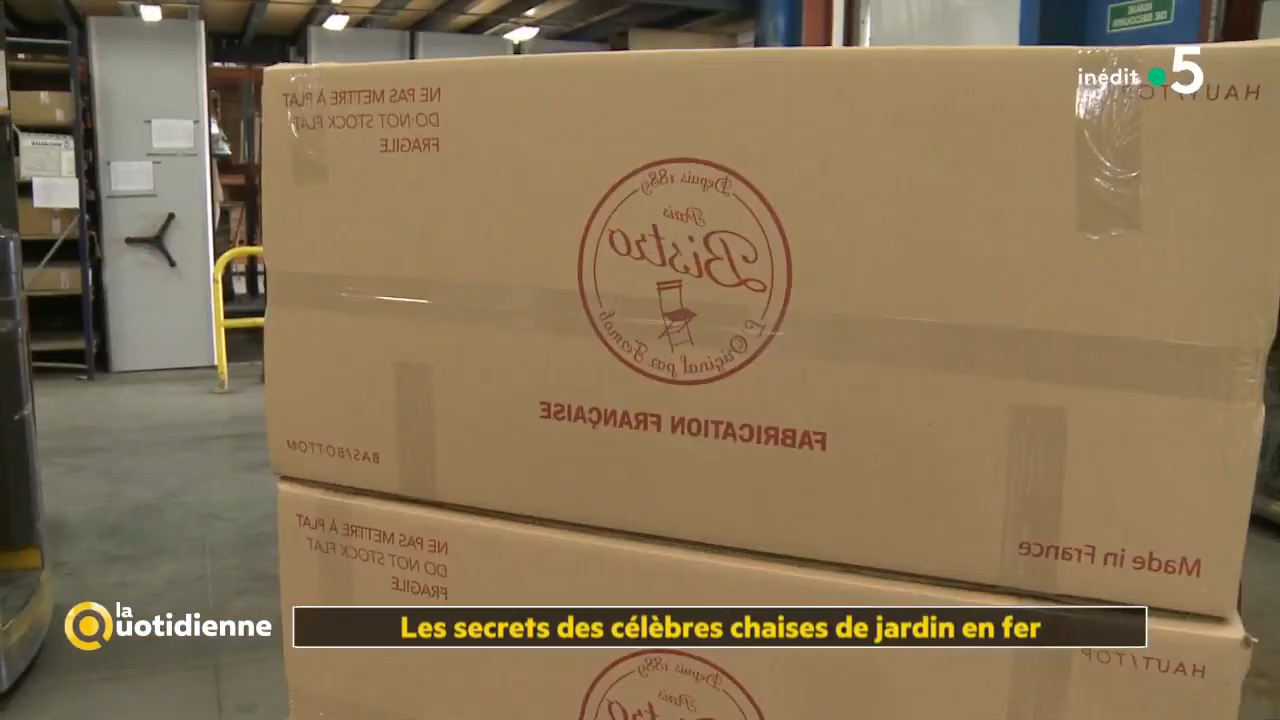 inédit 5
NE PAS METTRE À PLAT
DO NOT STOCK FLAT
FRAGILE
HAUT/TOP
Depuis 1889
Paris
Bistro
L'Original par Fermob
FABRICATION FRANÇAISE
BAS/BOTTOM
Made in France
NE PAS METTRE À PLAT
DO NOT STOCK FLAT
FRAGILE
la Quotidienne
Les secrets des célèbres chaises de jardin en fer
HAUT/TOP
Depuis 1889
Paris